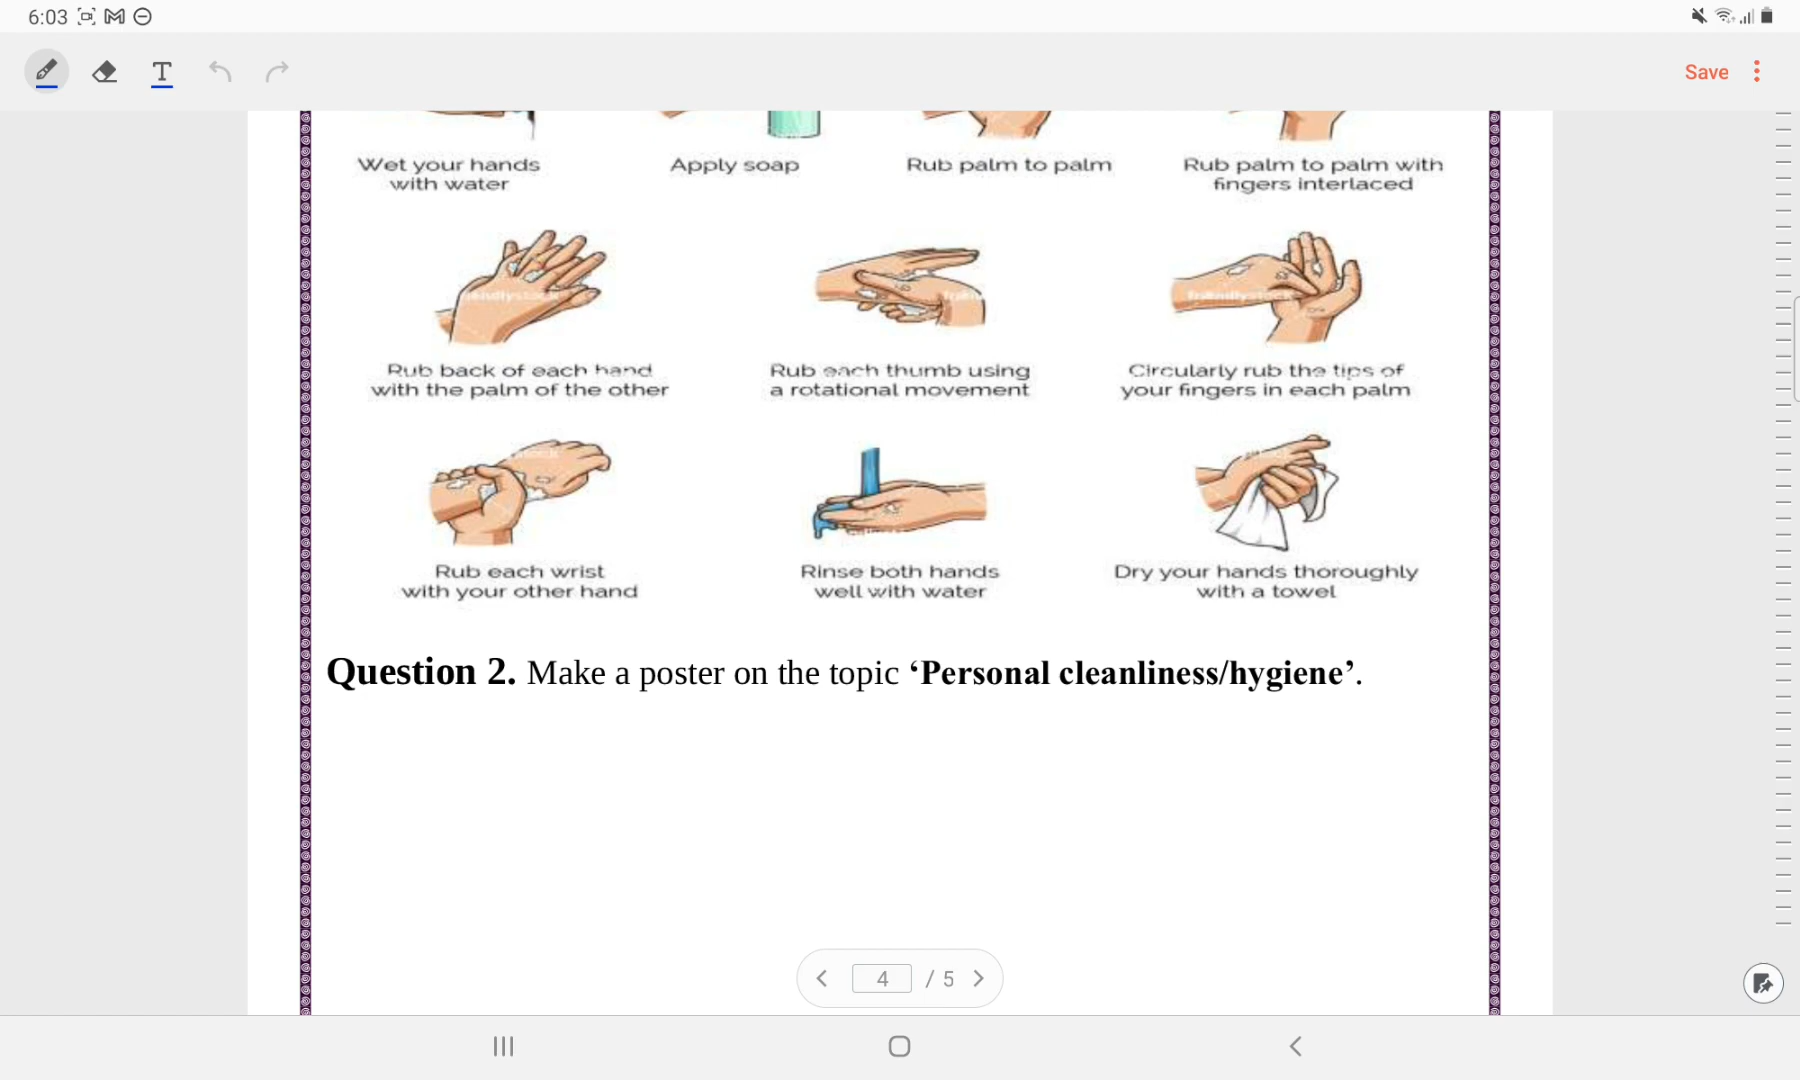 6:03
Save
Wet your hands
with water
Apply soap
Rub palm to palm
Rub palm to palm with
fingers interlaced
Rub back of each hand
with the palm of the other
Rub each thumb using
a rotational movement
Circularly rub the tips of
your fingers in each palm
Rub each wrist
with your other hand
Rinse both hands
well with water
Dry your hands thoroughly
with a towel
Question 2. Make a poster on the topic ‘Personal cleanliness/hygiene’.
4 / 5